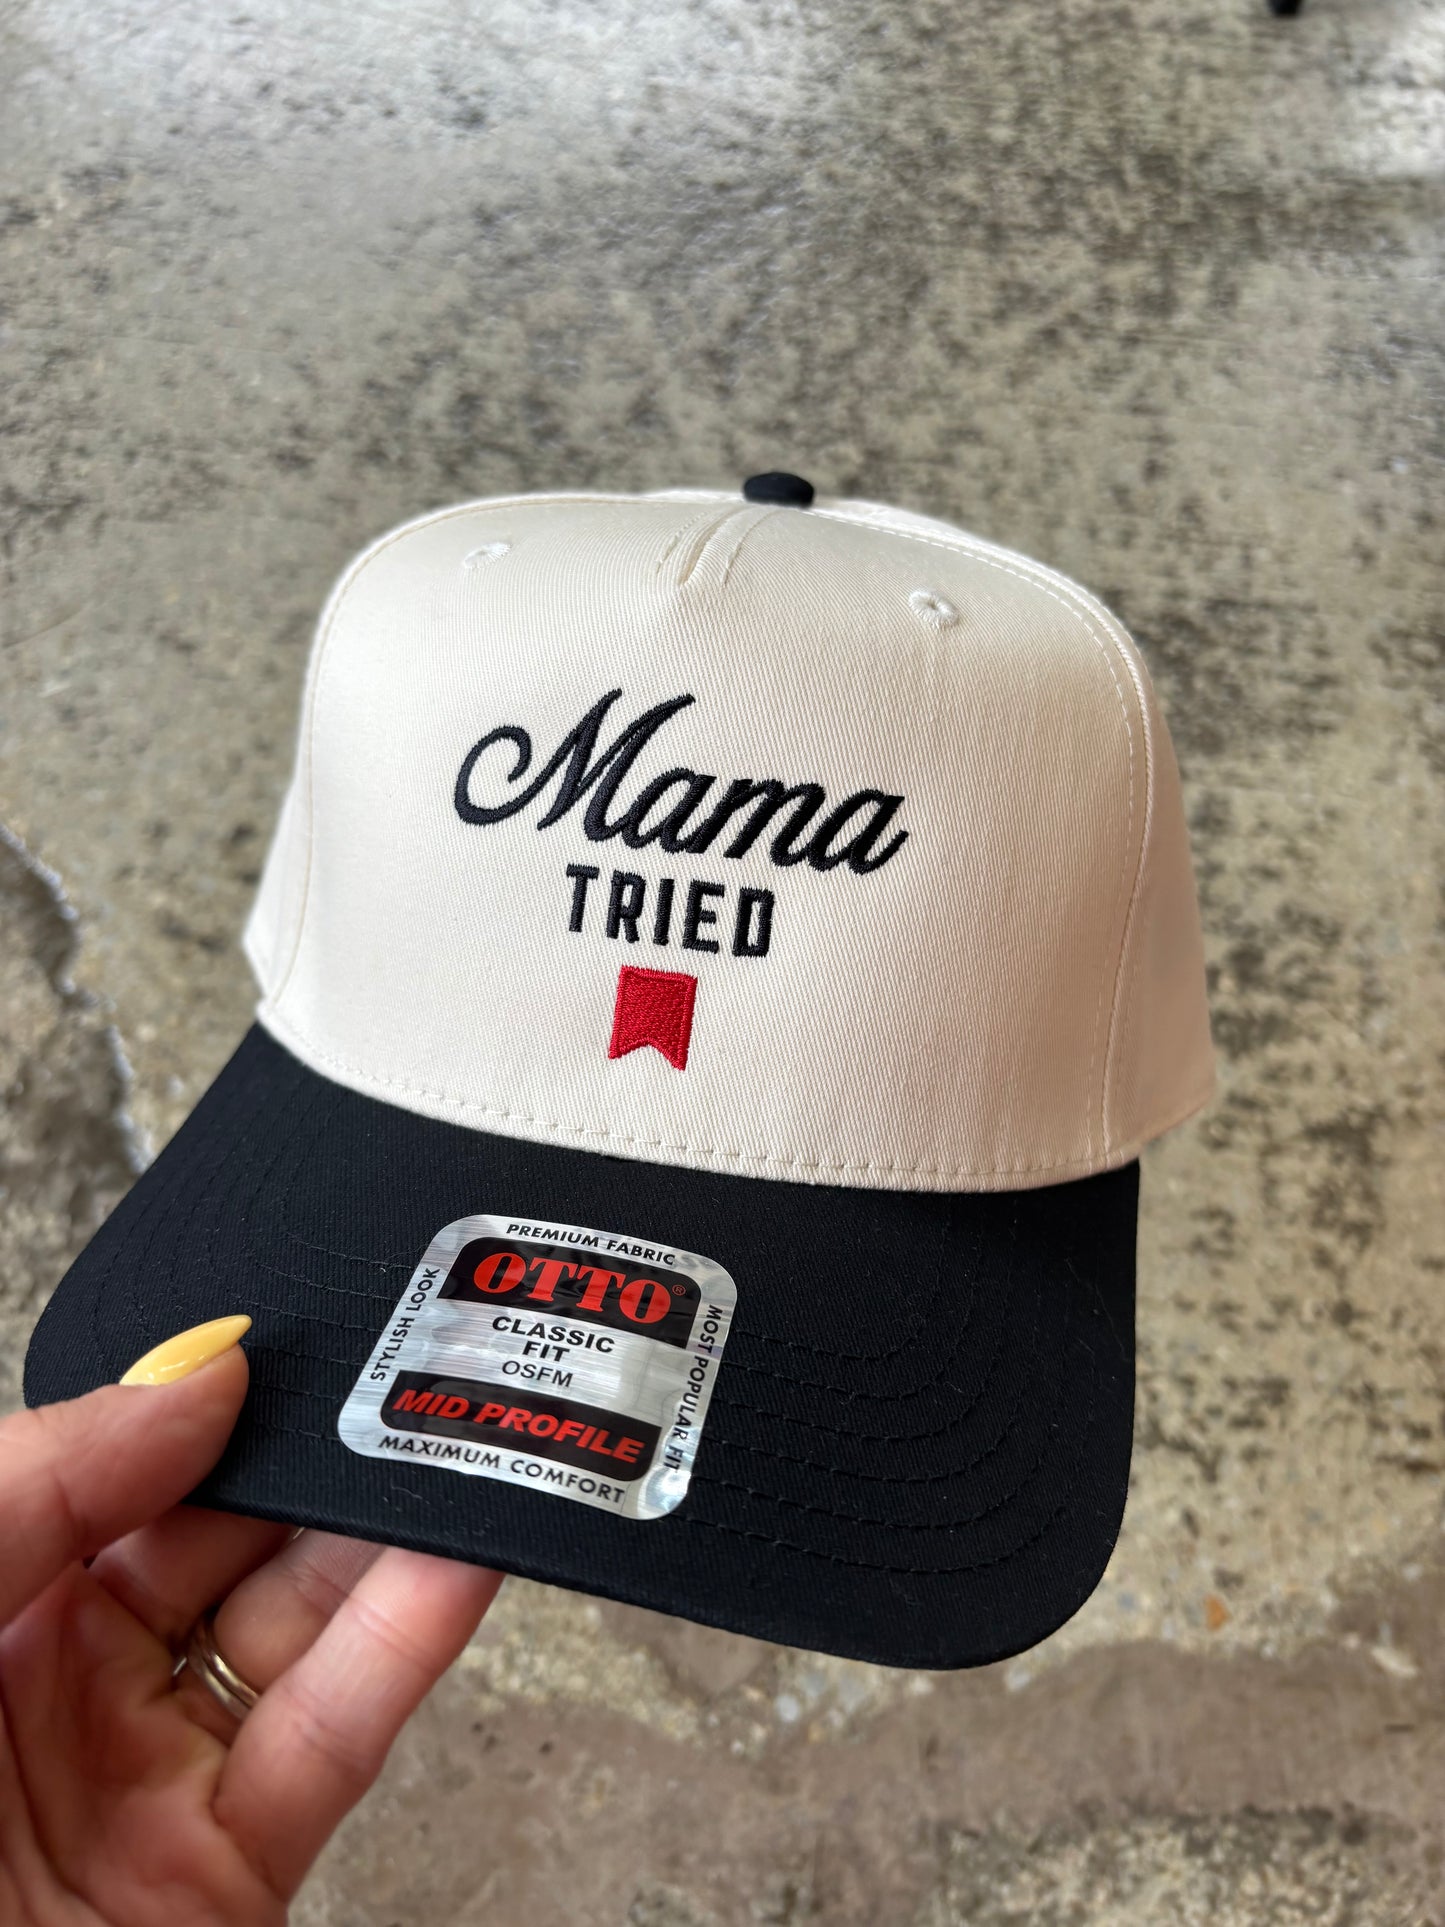 Mama
TRIED
PREMIUM FABRIC
OTTO®
STYLISH LOOK
CLASSIC
FIT
OSFM
MOST POPULAR FIT
MID PROFILE
MAXIMUM COMFORT